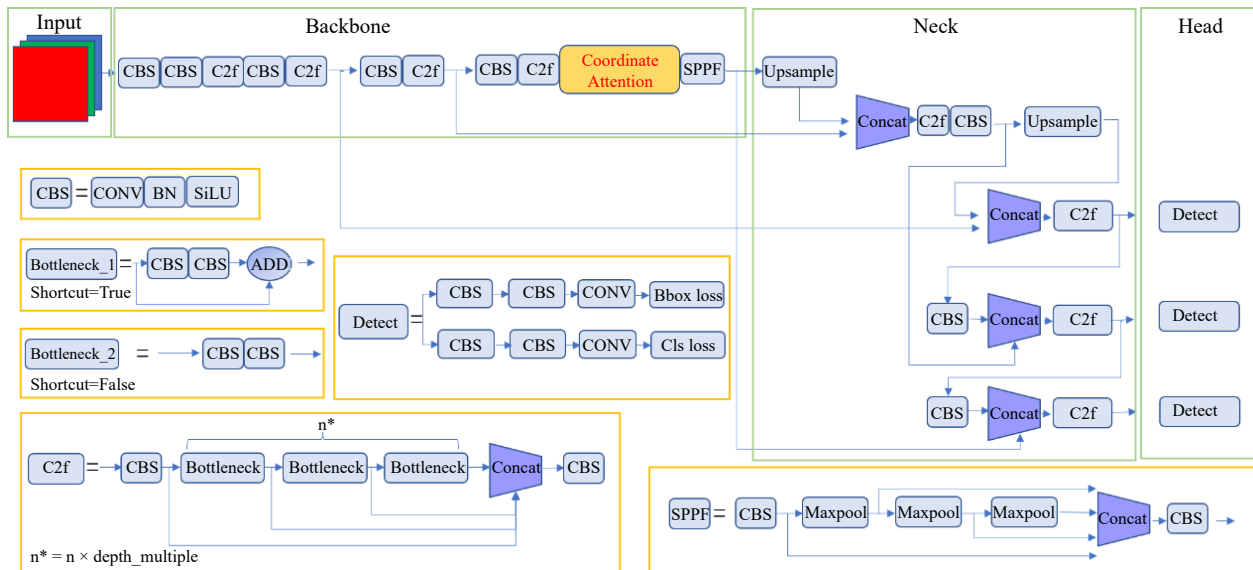 Input
Backbone
Neck
Head
CBS CBS C2f CBS C2f CBS C2f CBS C2f Coordinate Attention SPPF Upsample
Concat C2f CBS Upsample
CBS = CONV BN SiLU
Concat C2f Detect
Bottleneck_1 = CBS CBS ADD
Shortcut=True
Detect = CBS CBS CONV Bbox loss
CBS CBS CONV Cls loss
CBS Concat C2f Detect
Bottleneck_2 = CBS CBS
Shortcut=False
CBS Concat C2f Detect
n*
C2f = CBS Bottleneck Bottleneck Bottleneck Concat CBS
n* = n × depth_multiple
SPPF = CBS Maxpool Maxpool Maxpool Concat CBS